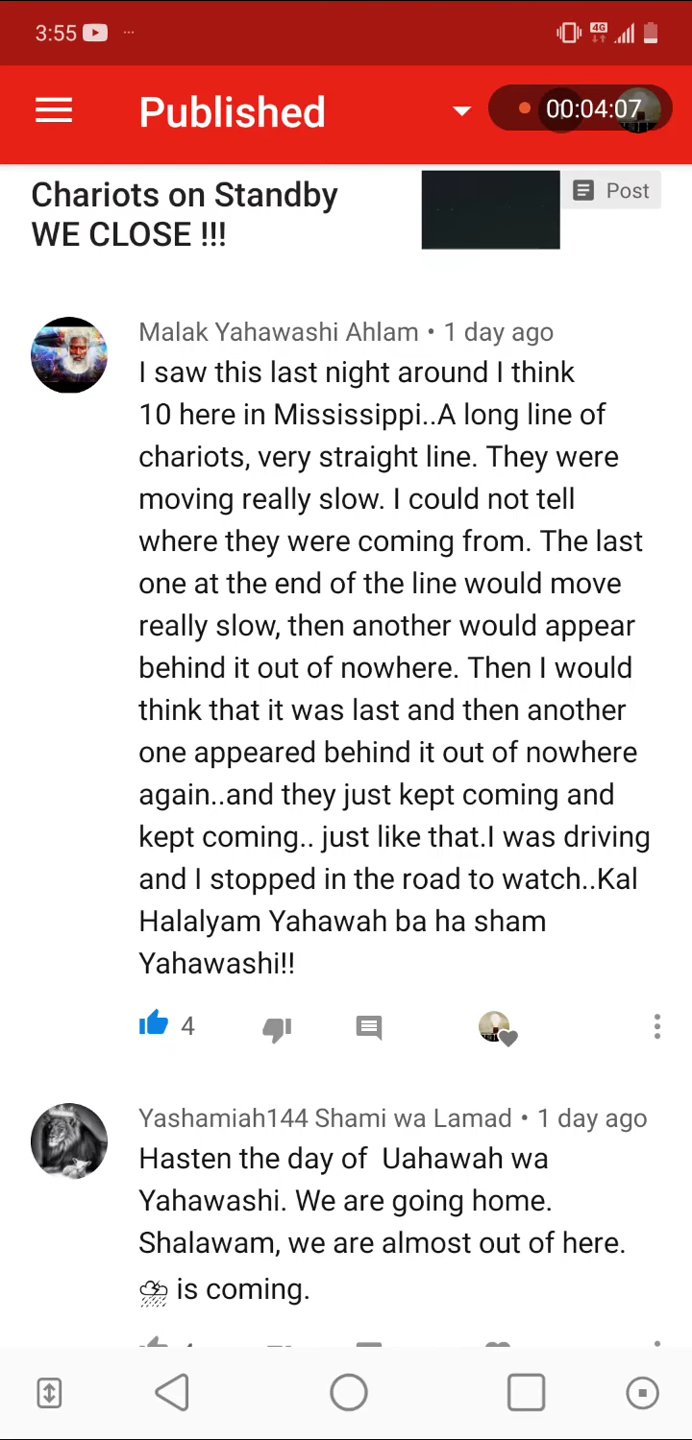 3:55
4G
Published
00:04:07
Chariots on Standby
WE CLOSE !!!
Post
Malak Yahawashi Ahlam • 1 day ago
I saw this last night around I think
10 here in Mississippi..A long line of
chariots, very straight line. They were
moving really slow. I could not tell
where they were coming from. The last
one at the end of the line would move
really slow, then another would appear
behind it out of nowhere. Then I would
think that it was last and then another
one appeared behind it out of nowhere
again..and they just kept coming and
kept coming.. just like that.I was driving
and I stopped in the road to watch..Kal
Halalyam Yahawah ba ha sham
Yahawashi!!
4
Yashamiah144 Shami wa Lamad • 1 day ago
Hasten the day of  Uahawah wa
Yahawashi. We are going home.
Shalawam, we are almost out of here.
⛈ is coming.